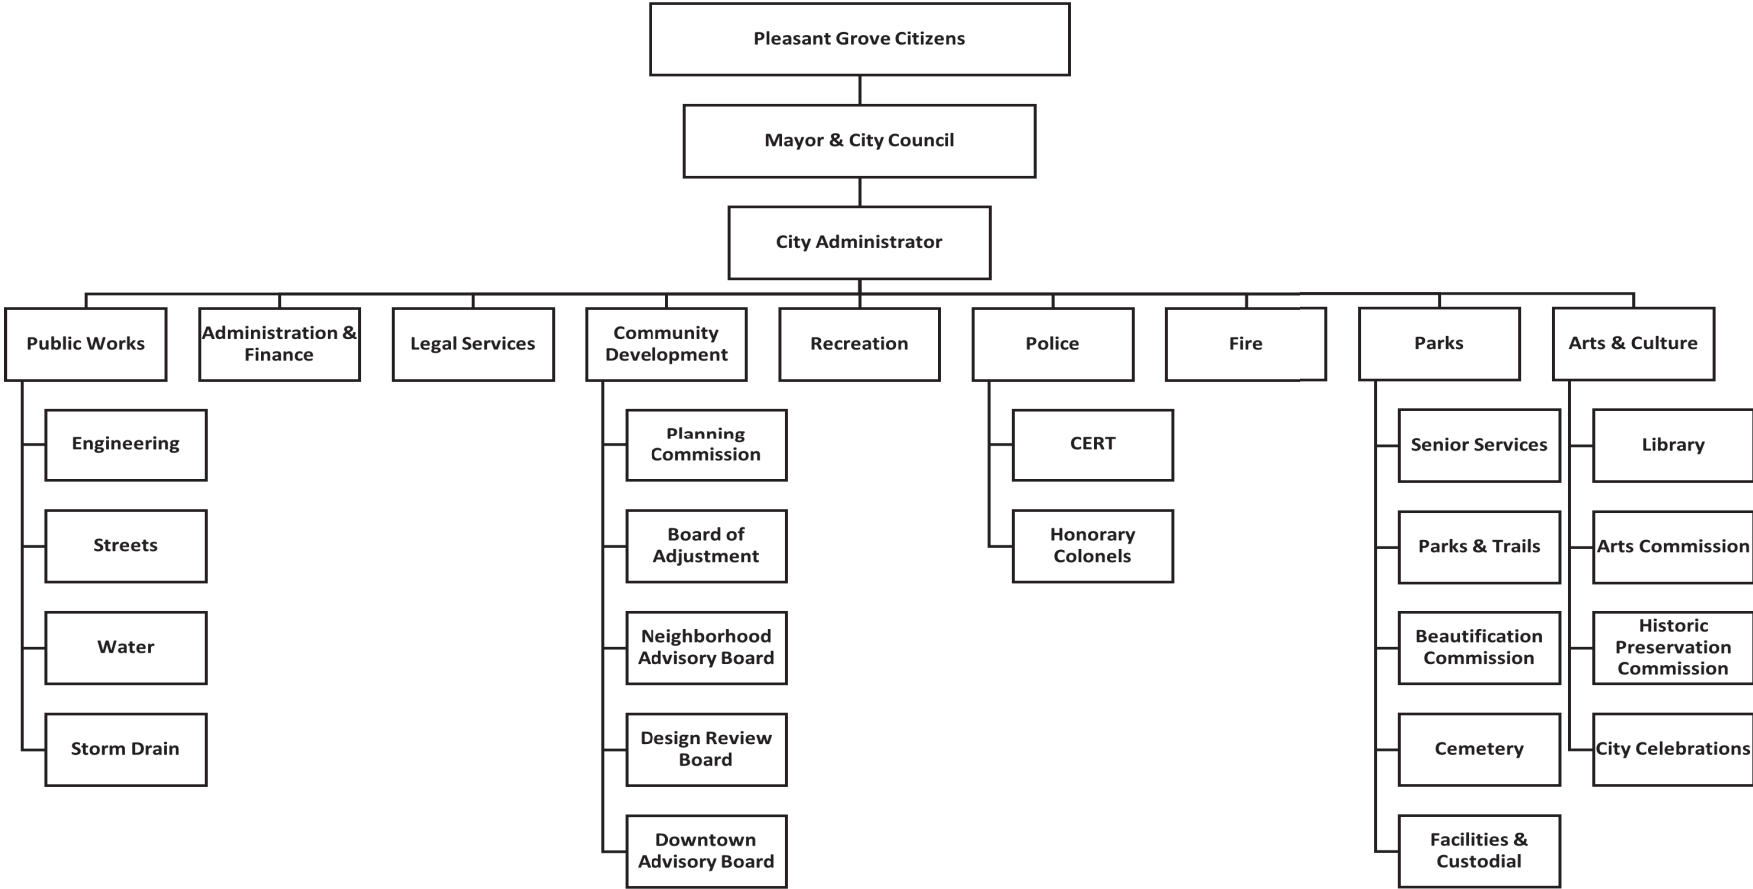 Pleasant Grove Citizens
Mayor & City Council
City Administrator
Public Works
Administration &
Finance
Legal Services
Community
Development
Recreation
Police
Fire
Parks
Arts & Culture
Engineering
Streets
Water
Storm Drain
Planning
Commission
Board of
Adjustment
Neighborhood
Advisory Board
Design Review
Board
Downtown
Advisory Board
CERT
Honorary
Colonels
Senior Services
Parks & Trails
Beautification
Commission
Cemetery
Facilities &
Custodial
Library
Arts Commission
Historic
Preservation
Commission
City Celebrations